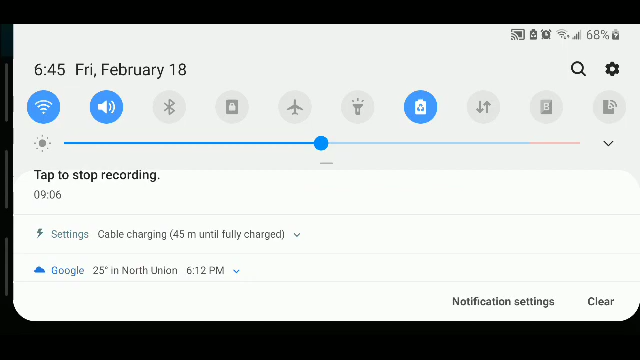 68%
6:45 Fri, February 18
Tap to stop recording.
09:06
Settings Cable charging (45 m until fully charged)
Google 25° in North Union 6:12 PM
Notification settings Clear